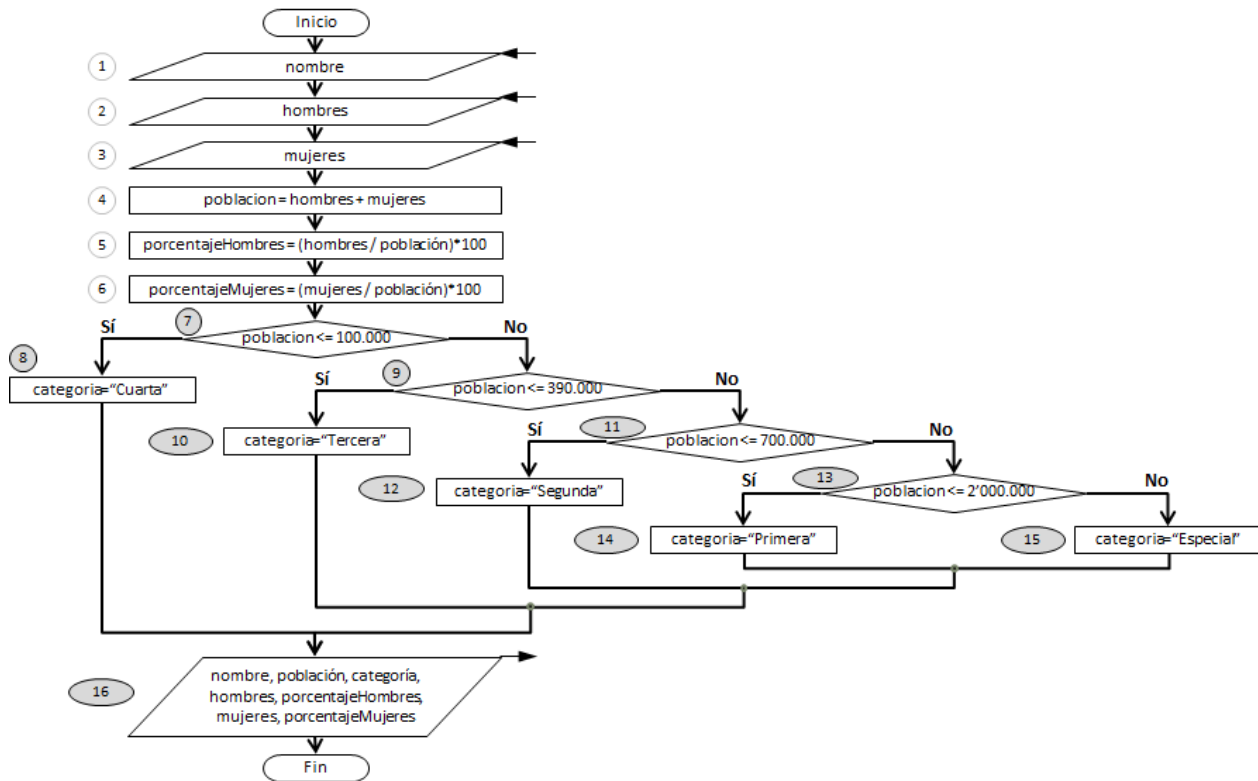 Inicio
1
nombre
2
hombres
3
mujeres
4
poblacion = hombres + mujeres
5
porcentajeHombres = (hombres / población)*100
6
porcentajeMujeres = (mujeres / población)*100
7
Sí
poblacion <= 100.000
No
8
categoria="Cuarta"
Sí
9
poblacion <= 390.000
No
10
categoria="Tercera"
Sí
11
poblacion <= 700.000
No
12
categoria="Segunda"
Sí
13
poblacion <= 2'000.000
No
14
categoria="Primera"
15
categoria="Especial"
16
nombre, población, categoría,
hombres, porcentajeHombres,
mujeres, porcentajeMujeres
Fin